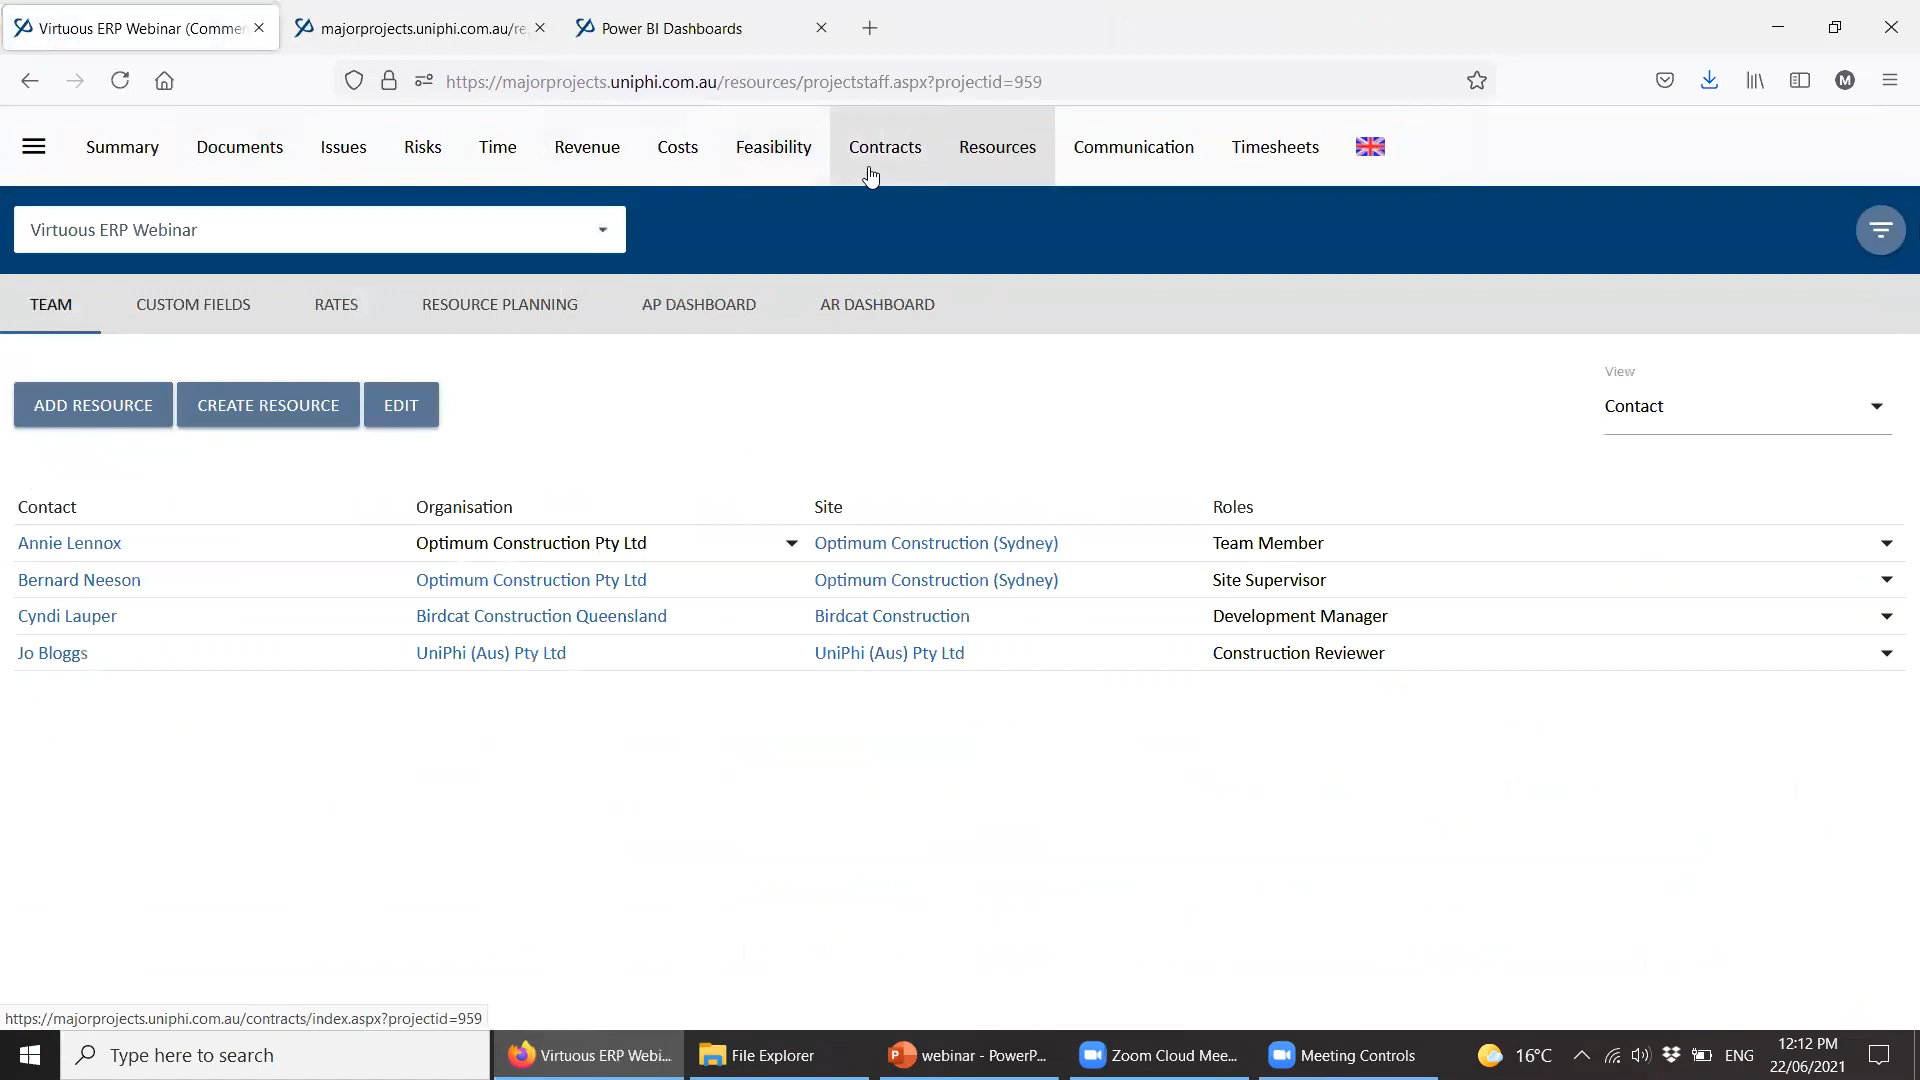 Virtuous ERP Webinar (Commer
majorprojects.uniphi.com.au/re
Power BI Dashboards
https://majorprojects.uniphi.com.au/resources/projectstaff.aspx?projectid=959
M
Summary Documents Issues Risks Time Revenue Costs Feasibility Contracts Resources Communication Timesheets
Virtuous ERP Webinar
TEAM CUSTOM FIELDS RATES RESOURCE PLANNING AP DASHBOARD AR DASHBOARD
View
ADD RESOURCE CREATE RESOURCE EDIT Contact
Contact Organisation Site Roles
Annie Lennox Optimum Construction Pty Ltd Optimum Construction (Sydney) Team Member
Bernard Neeson Optimum Construction Pty Ltd Optimum Construction (Sydney) Site Supervisor
Cyndi Lauper Birdcat Construction Queensland Birdcat Construction Development Manager
Jo Bloggs UniPhi (Aus) Pty Ltd UniPhi (Aus) Pty Ltd Construction Reviewer
https://majorprojects.uniphi.com.au/contracts/index.aspx?projectid=959
Type here to search Virtuous ERP Webi... File Explorer webinar - PowerP... Zoom Cloud Mee... Meeting Controls 16°C ENG
12:12 PM
22/06/2021